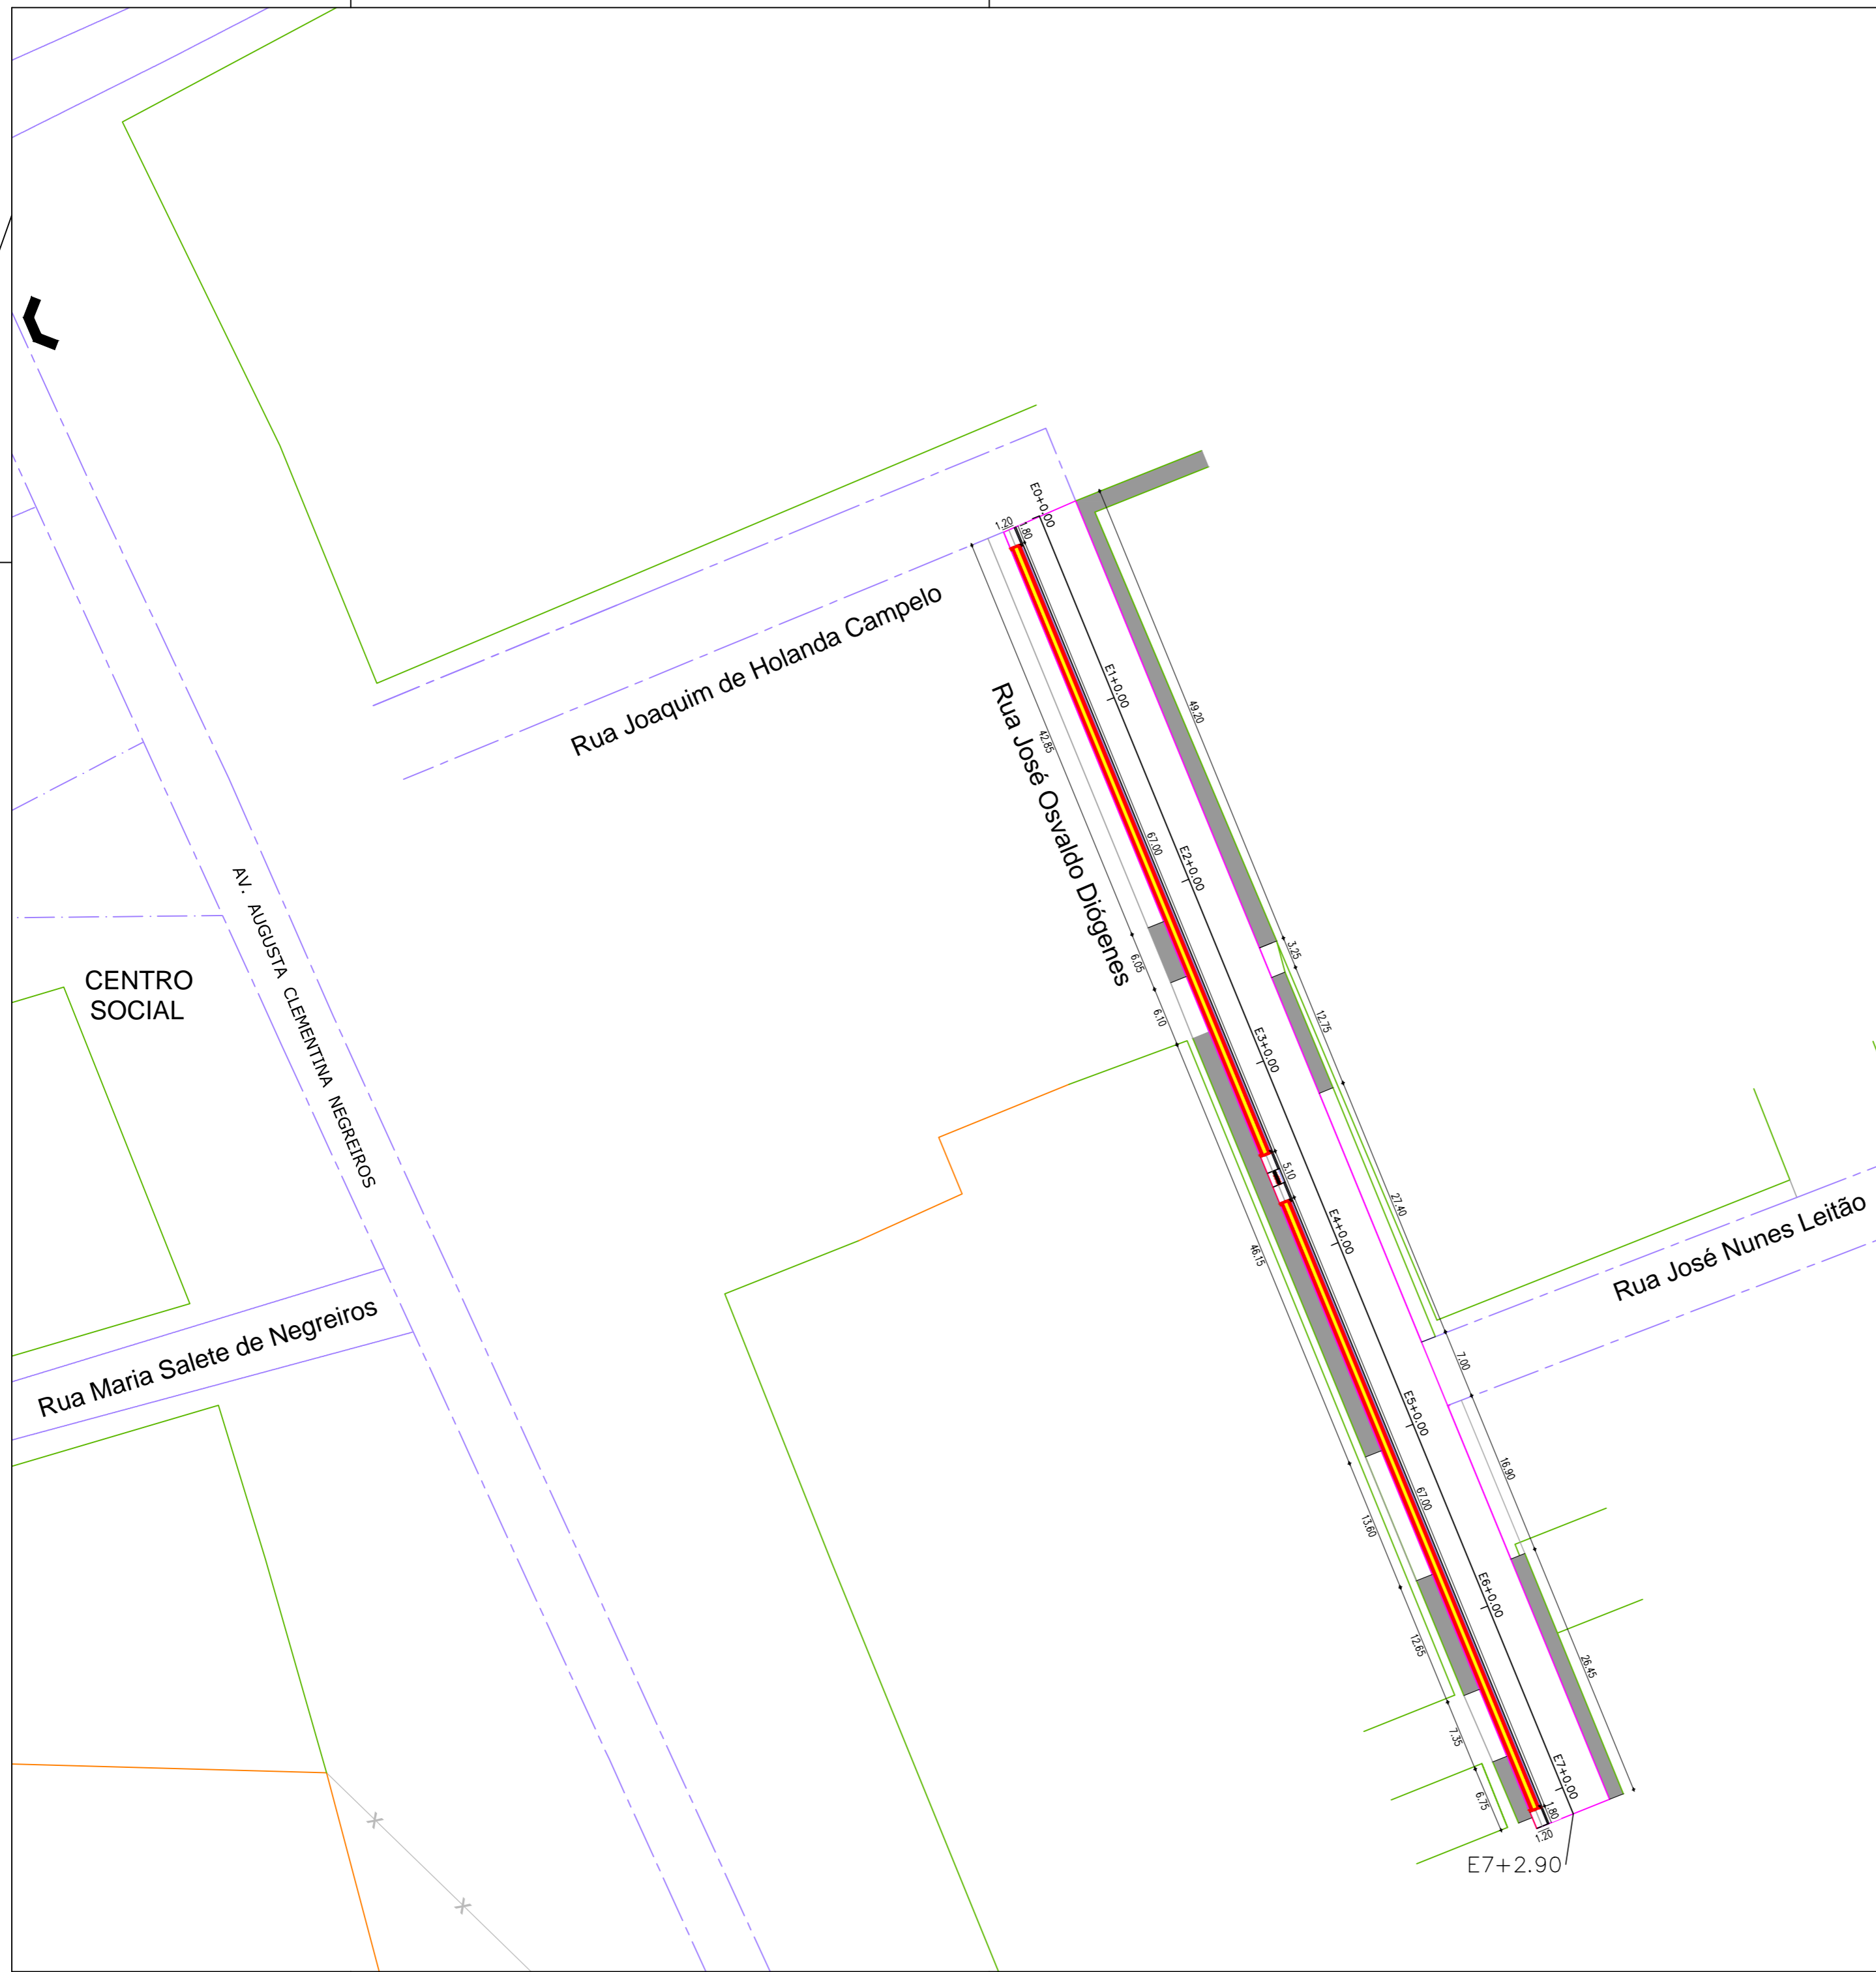 E0+0.00
1.20
1.80
Rua Joaquim de Holanda Campelo
Rua José Osvaldo Diógenes
E1+0.00
49.20
42.85
67.00
E2+0.00
AV. AUGUSTA CLEMENTINA NEGREIROS
CENTRO
SOCIAL
3.25
6.05
6.10
12.75
E3+0.00
5.10
27.40
E4+0.00
46.15
Rua José Nunes Leitão
Rua Maria Salete de Negreiros
7.00
E5+0.00
16.90
67.00
13.60
E6+0.00
12.65
26.45
7.35
E7+0.00
6.75
1.80
1.20
E7+2.90